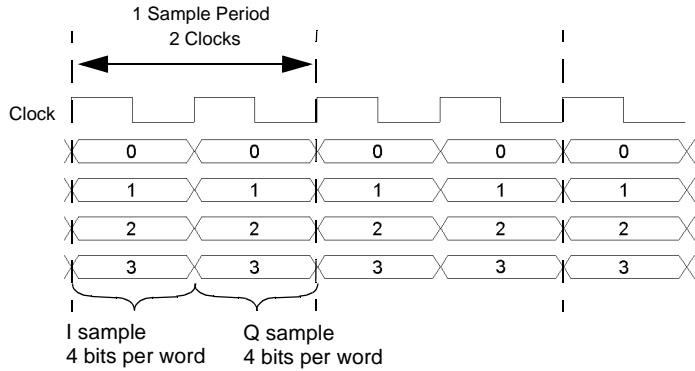 1 Sample Period
2 Clocks
Clock
0 0 0 0 0
1 1 1 1 1
2 2 2 2 2
3 3 3 3 3
I sample
4 bits per word
Q sample
4 bits per word